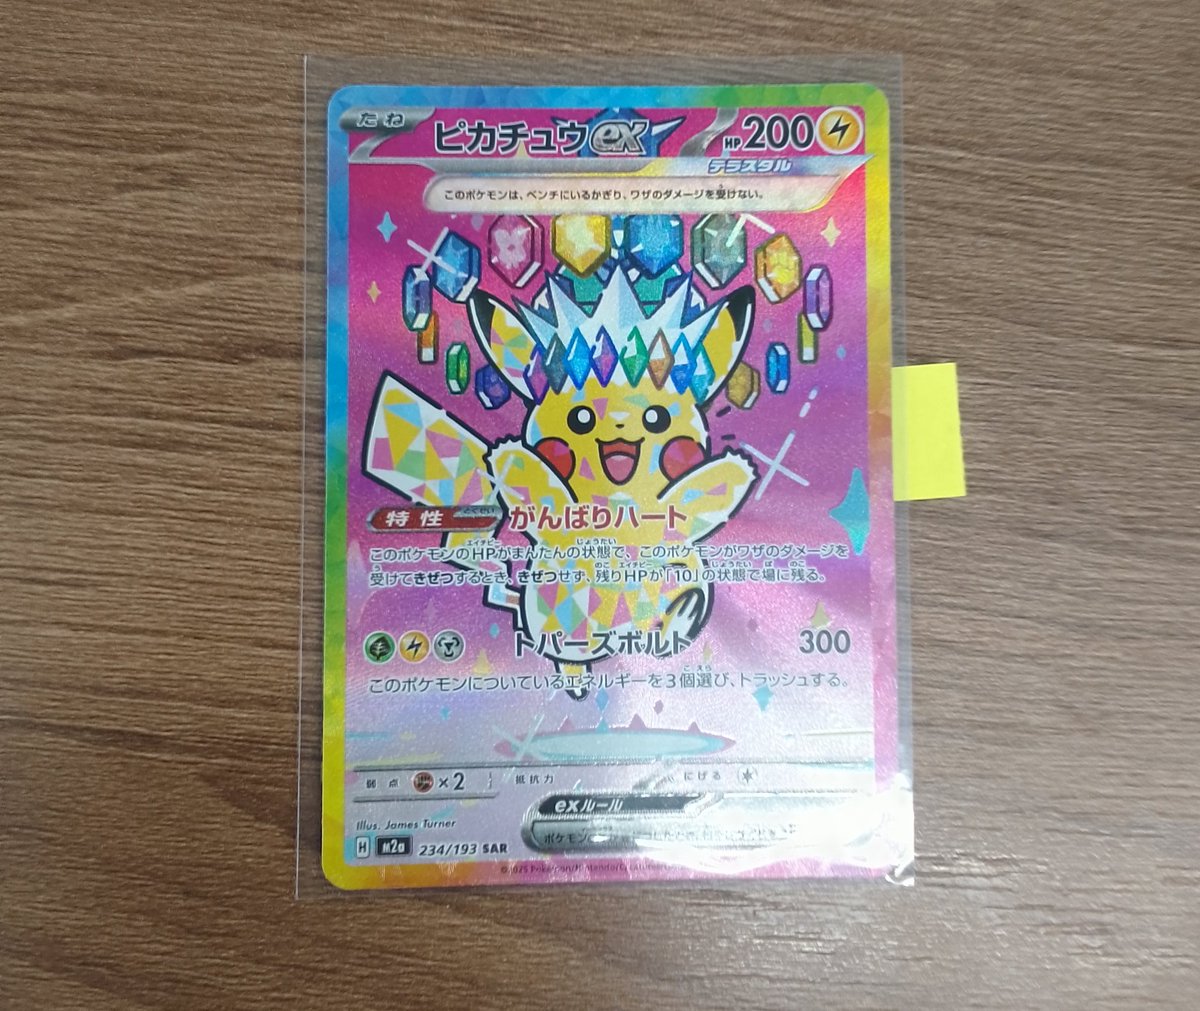 たね ピカチュウex HP200
テラスタル
このポケモンは、ベンチにいるかぎり、ワザのダメージを受けない。
特性 がんばりハート
このポケモンのHPがまんたんの状態で、このポケモンがワザのダメージを
受けてきぜつするとき、きぜつせず、残りHPが「10」の状態で場に残る。
トパーズボルト 300
このポケモンについているエネルギーを3個選び、トラッシュする。
弱点 ×2 抵抗力 にげる
exルール
Illus. James Turner
H M2a 234/193 SAR